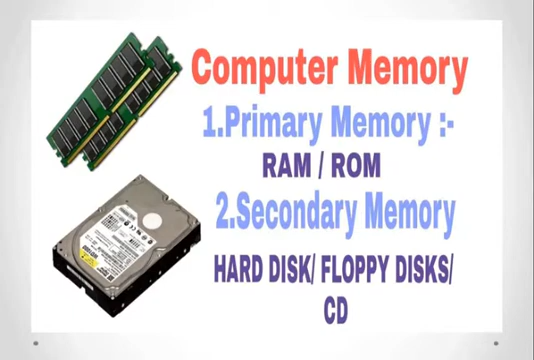 Computer Memory
1.Primary Memory :-
RAM / ROM
2.Secondary Memory
HARD DISK/ FLOPPY DISKS/
CD